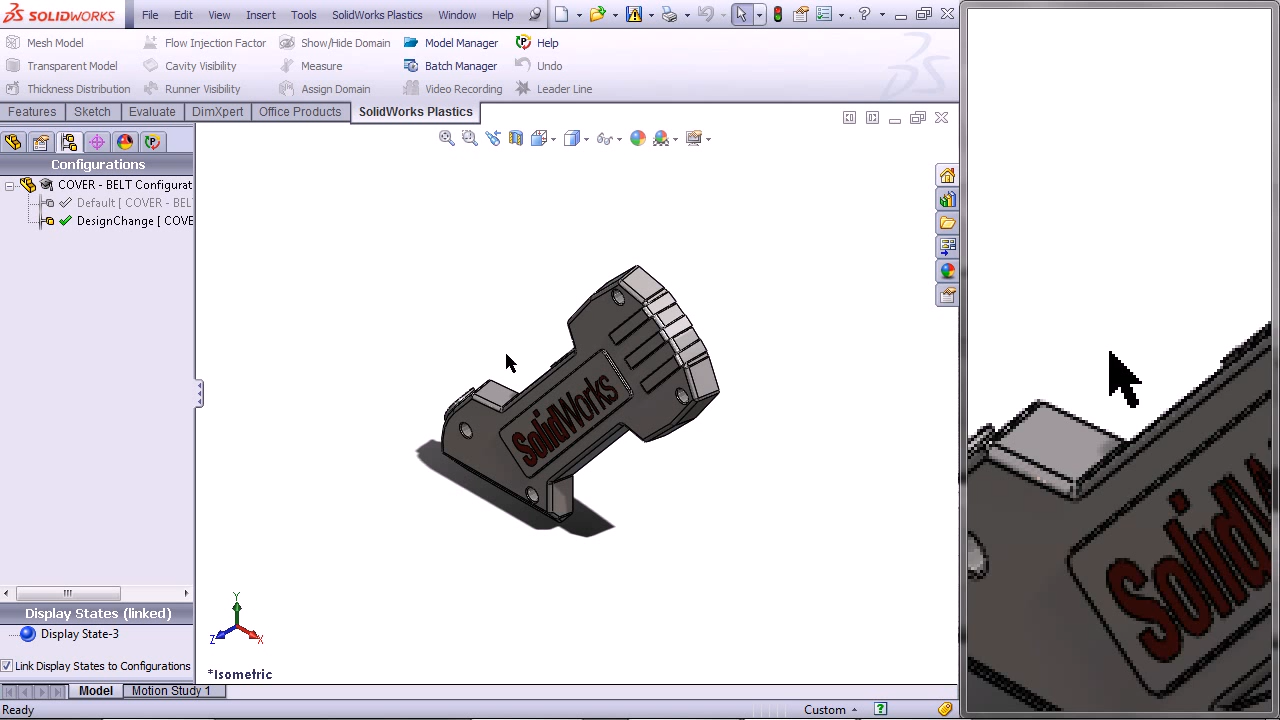 SOLIDWORKS File Edit View Insert Tools SolidWorks Plastics Window Help
Mesh Model Flow Injection Factor Show/Hide Domain Model Manager Help
Transparent Model Cavity Visibility Measure Batch Manager Undo
Thickness Distribution Runner Visibility Assign Domain Video Recording Leader Line
Features Sketch Evaluate DimXpert Office Products SolidWorks Plastics
Configurations
COVER - BELT Configurat
Default [ COVER - BEL
DesignChange [ COVE
SolidWorks
SolidW
Display States (linked)
Display State-3
Link Display States to Configurations
Y
Z
X
*Isometric
Model Motion Study 1
Ready Custom